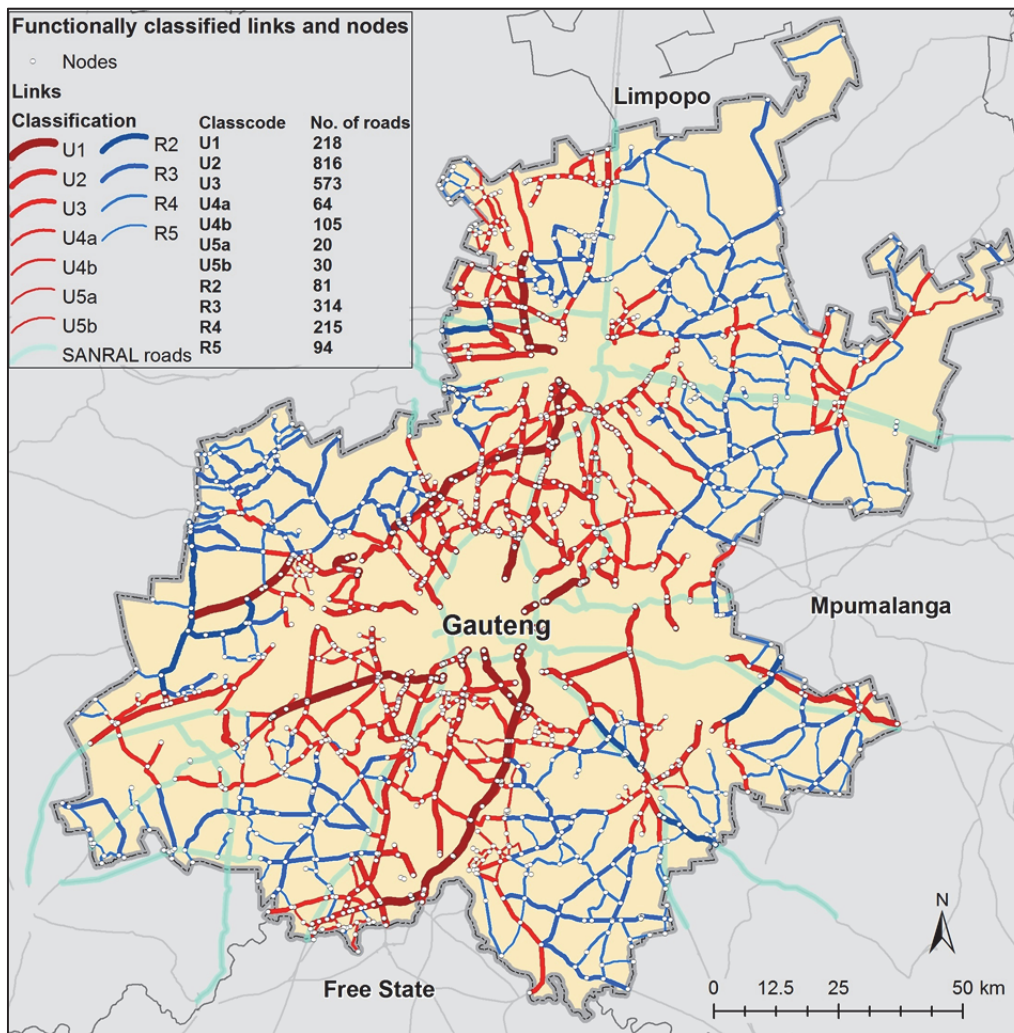 Functionally classified links and nodes
Nodes
Links
Classification
U1
U2
U3
U4a
U4b
U5a
U5b
SANRAL roads
R2
R3
R4
R5
Classcode No. of roads
U1 218
U2 816
U3 573
U4a 64
U4b 105
U5a 20
U5b 30
R2 81
R3 314
R4 215
R5 94
Limpopo
Mpumalanga
Gauteng
Free State
N
0 12.5 25 50 km